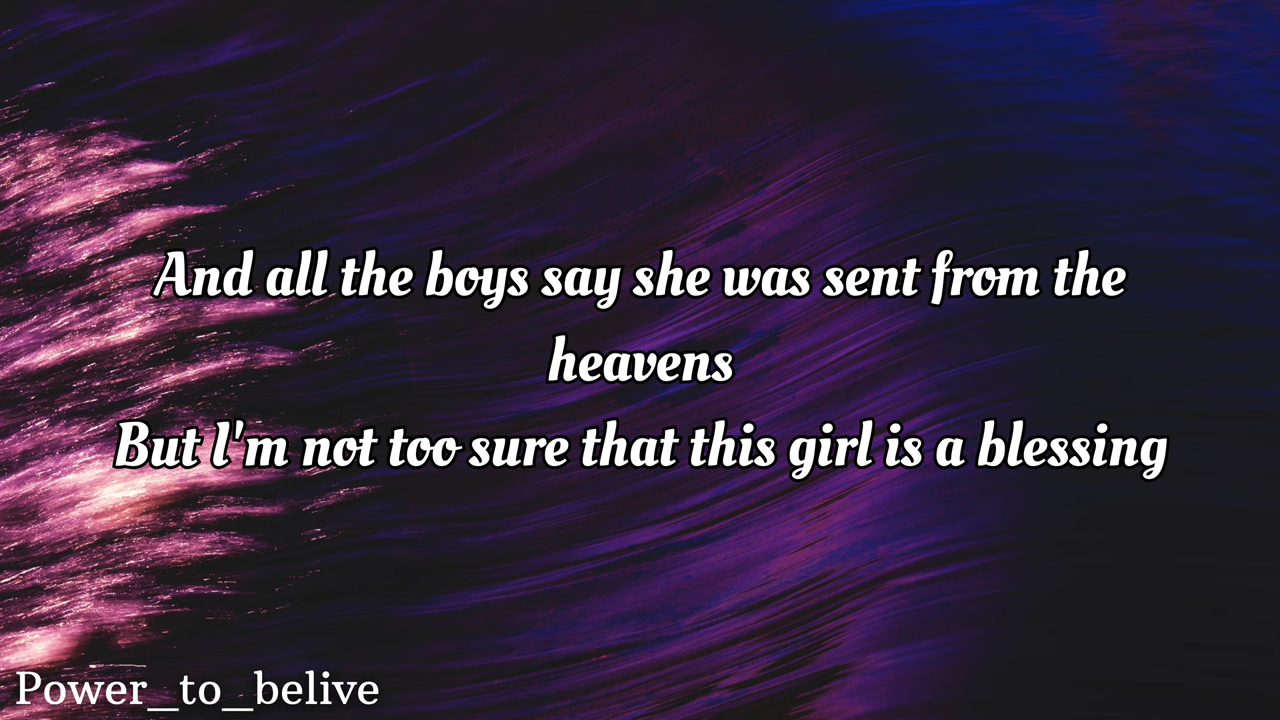 And all the boys say she was sent from the
heavens
But I'm not too sure that this girl is a blessing
Power_to_belive